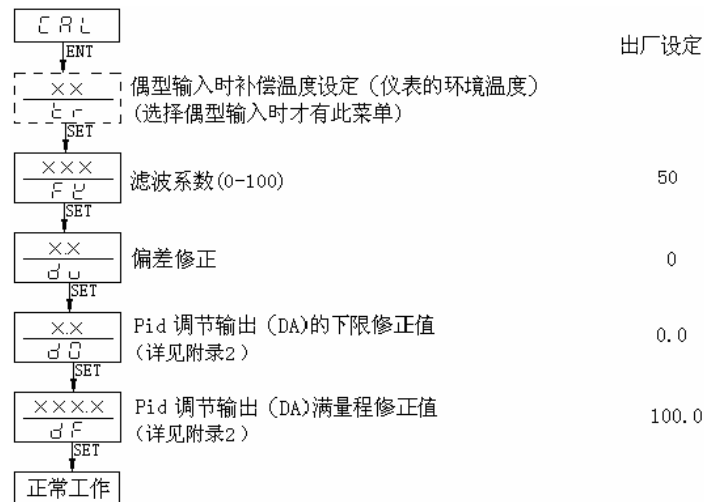 CAL
出厂设定
ENT
×× 偶型输入时补偿温度设定（仪表的环境温度）
tr (选择偶型输入时才有此菜单)
SET
×××
FV 滤波系数(0-100) 50
SET
×.×
du 偏差修正 0
SET
×.× Pid 调节输出（DA)的下限修正值
d0 （详见附录2） 0.0
SET
×××.× Pid 调节输出（DA)满量程修正值
dF （详见附录2） 100.0
SET
正常工作